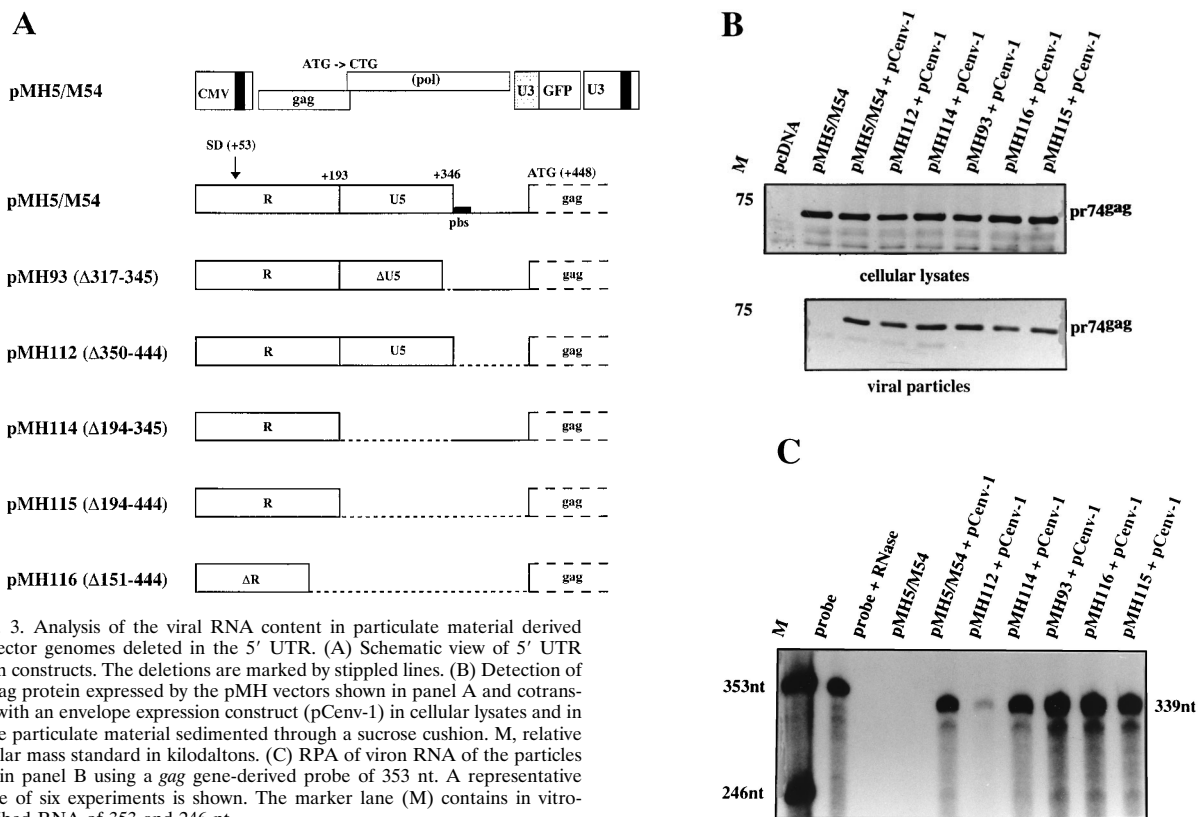 A
ATG -> CTG
pMH5/M54
CMV
gag
(pol)
U3
GFP
U3
SD (+53)
+193
+346
ATG (+448)
pMH5/M54
R
U5
pbs
gag
pMH93 (Δ317-345)
R
ΔU5
gag
pMH112 (Δ350-444)
R
U5
gag
pMH114 (Δ194-345)
R
gag
pMH115 (Δ194-444)
R
gag
pMH116 (Δ151-444)
ΔR
gag
3. Analysis of the viral RNA content in particulate material derived
ector genomes deleted in the 5′ UTR. (A) Schematic view of 5′ UTR
n constructs. The deletions are marked by stippled lines. (B) Detection of
ag protein expressed by the pMH vectors shown in panel A and cotrans-
with an envelope expression construct (pCenv-1) in cellular lysates and in
e particulate material sedimented through a sucrose cushion. M, relative
lar mass standard in kilodaltons. (C) RPA of viron RNA of the particles
in panel B using a gag gene-derived probe of 353 nt. A representative
e of six experiments is shown. The marker lane (M) contains in vitro-
bed RNA of 353 and 246 nt.
B
M
pcDNA
pMH5/M54
pMH5/M54 + pCenv-1
pMH112 + pCenv-1
pMH114 + pCenv-1
pMH93 + pCenv-1
pMH116 + pCenv-1
pMH115 + pCenv-1
75
pr74gag
cellular lysates
75
pr74gag
viral particles
C
M
probe
probe + RNase
pMH5/M54
pMH5/M54 + pCenv-1
pMH112 + pCenv-1
pMH114 + pCenv-1
pMH93 + pCenv-1
pMH116 + pCenv-1
pMH115 + pCenv-1
353nt
339nt
246nt